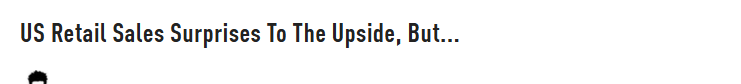 US Retail Sales Surprises To The Upside, But...